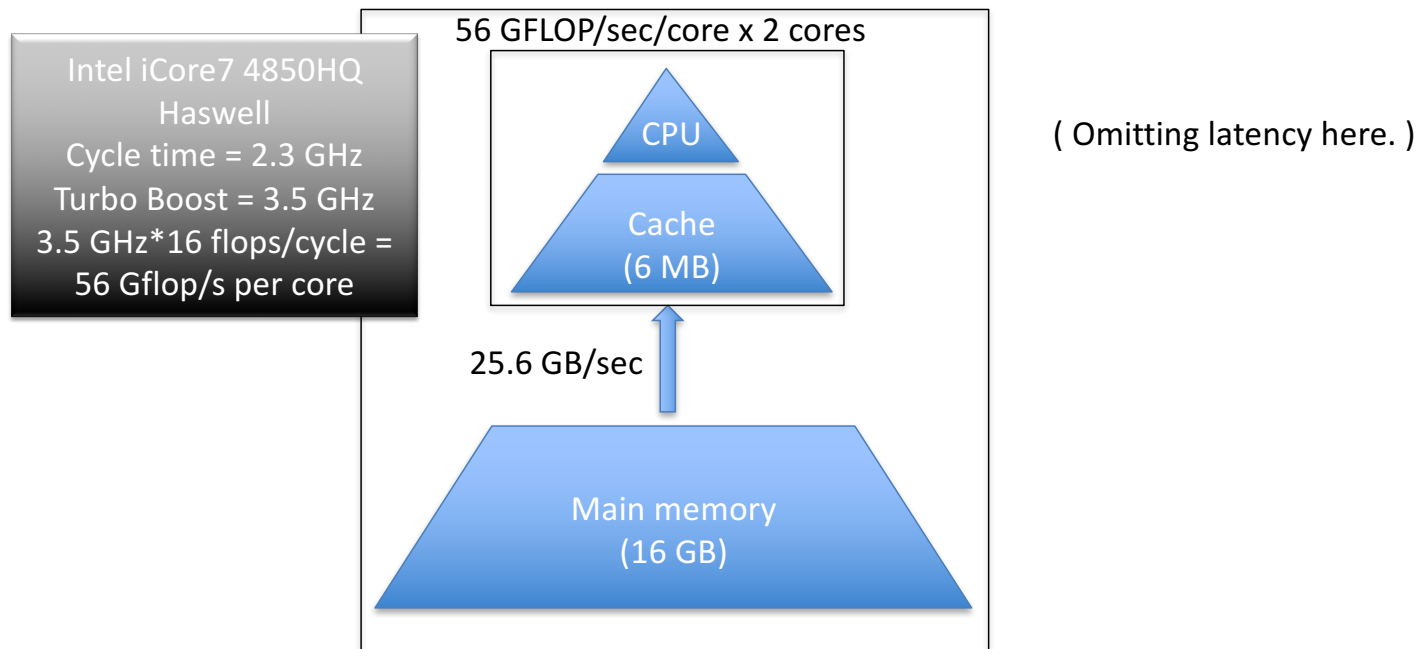 56 GFLOP/sec/core x 2 cores
Intel iCore7 4850HQ
Haswell
Cycle time = 2.3 GHz
Turbo Boost = 3.5 GHz
3.5 GHz*16 flops/cycle =
56 Gflop/s per core
CPU
( Omitting latency here. )
Cache
(6 MB)
25.6 GB/sec
Main memory
(16 GB)